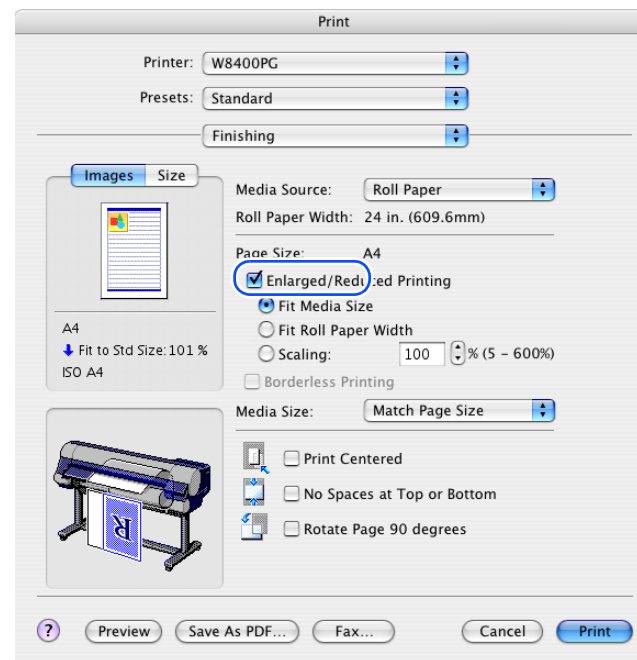 Print
Printer: W8400PG
Presets: Standard
Finishing
Images Size
Media Source: Roll Paper
Roll Paper Width: 24 in. (609.6mm)
Page Size: A4
Enlarged/Reduced Printing
Fit Media Size
Fit Roll Paper Width
Scaling: 100 % (5 - 600%)
Borderless Printing
A4
Fit to Std Size:101 %
ISO A4
Media Size: Match Page Size
Print Centered
No Spaces at Top or Bottom
Rotate Page 90 degrees
R
? Preview Save As PDF... Fax... Cancel Print